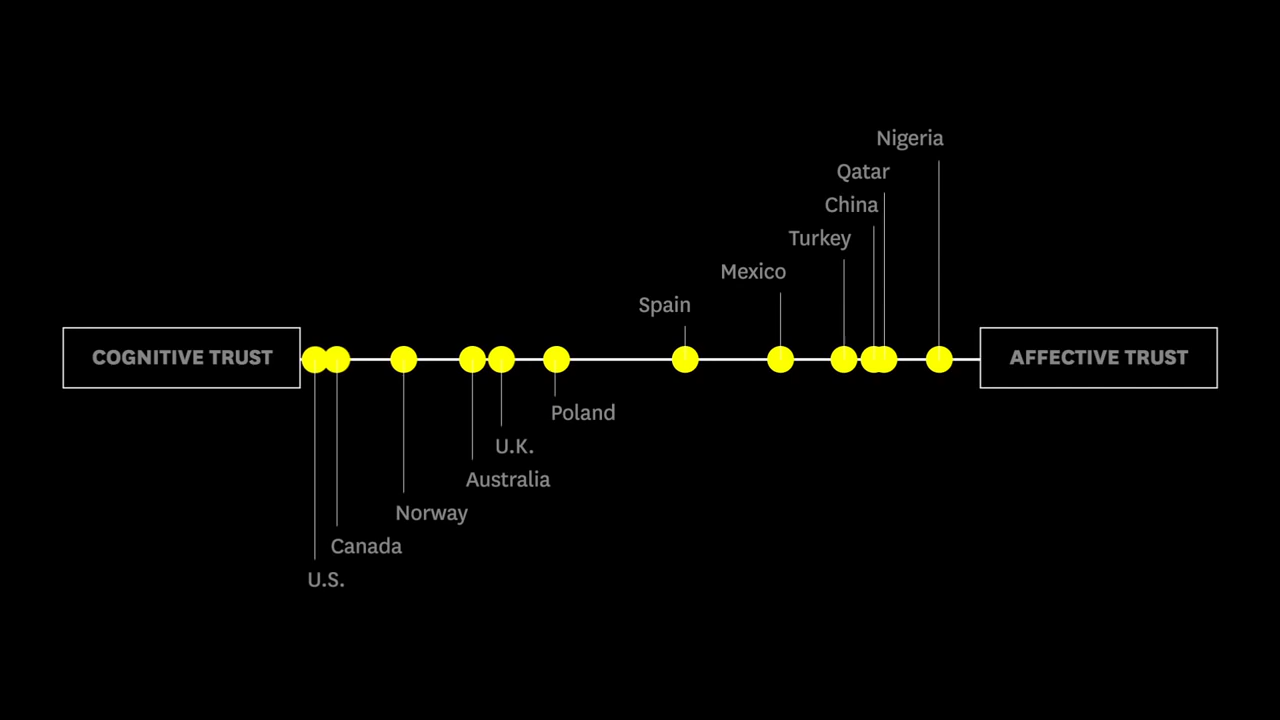 Nigeria
Qatar
China
Turkey
Mexico
Spain
COGNITIVE TRUST
AFFECTIVE TRUST
Poland
U.K.
Australia
Norway
Canada
U.S.